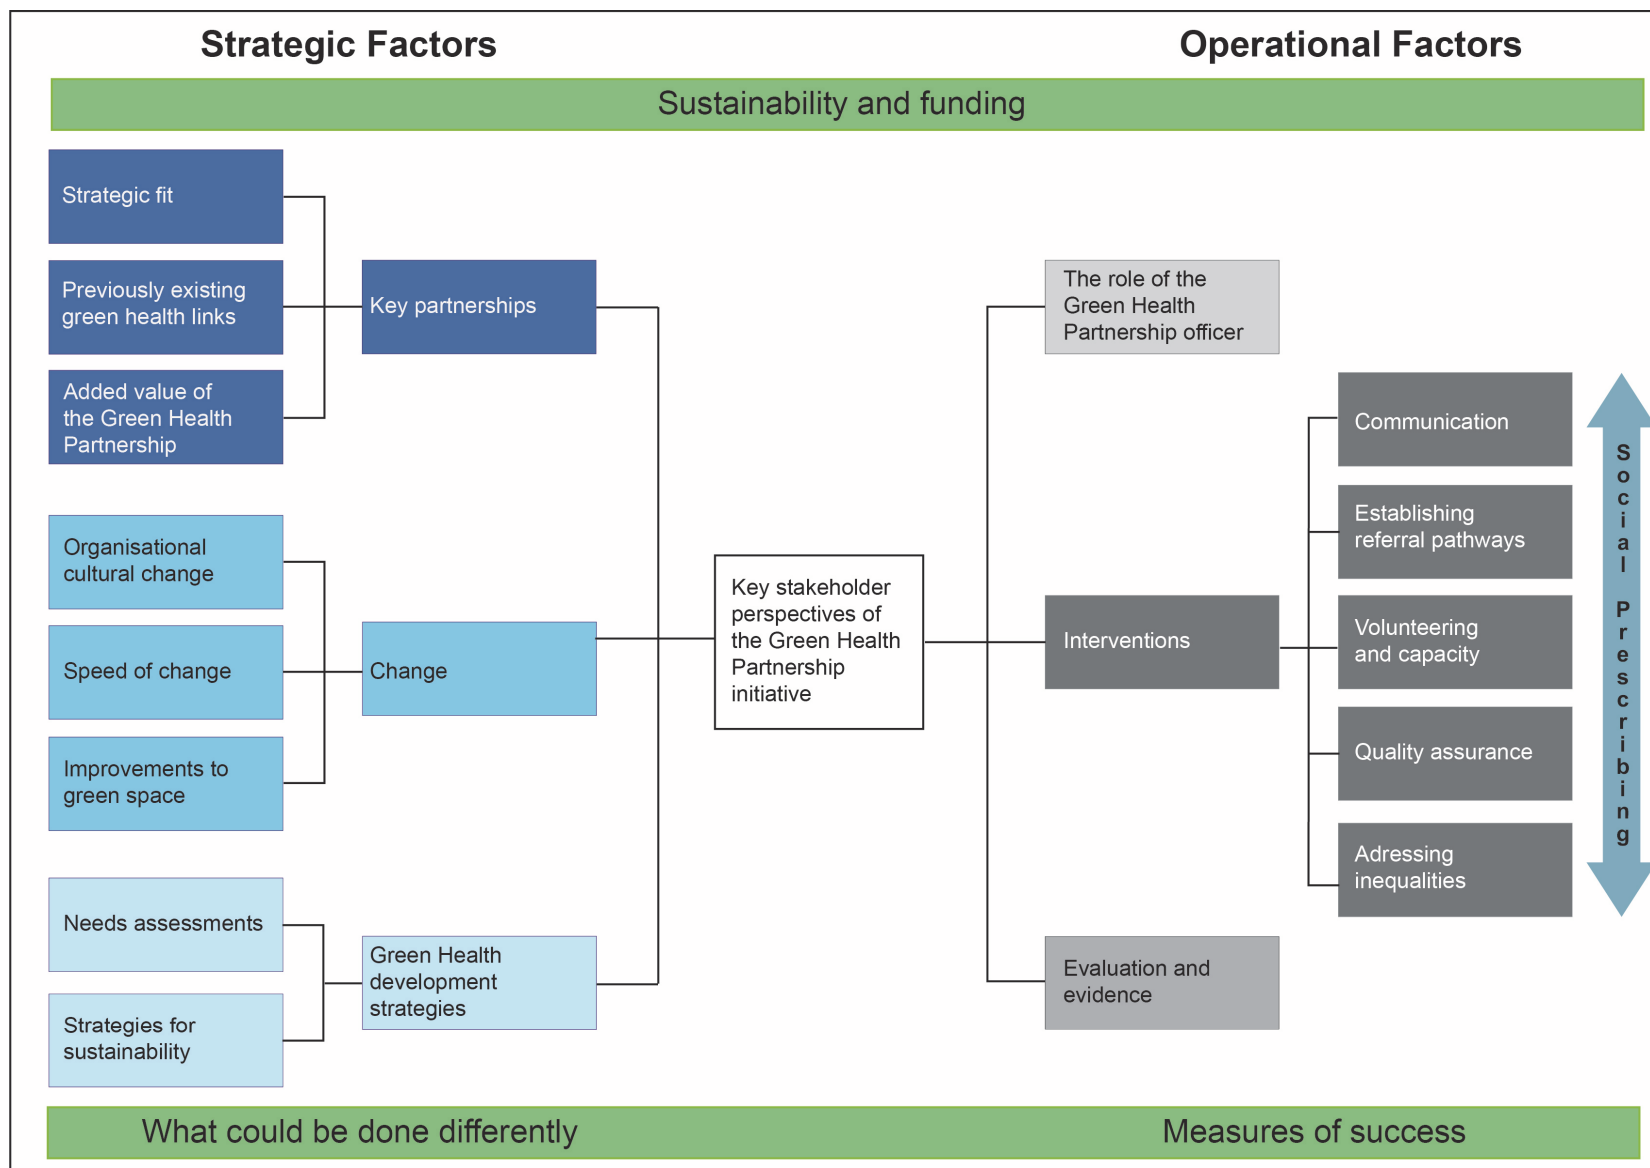 Strategic Factors
Operational Factors
Sustainability and funding
Strategic fit
Previously existing
green health links
Added value of
the Green Health
Partnership
Key partnerships
Organisational
cultural change
Speed of change
Improvements to
green space
Change
Needs assessments
Strategies for
sustainability
Green Health
development
strategies
Key stakeholder
perspectives of
the Green Health
Partnership
initiative
The role of the
Green Health
Partnership officer
Interventions
Evaluation and
evidence
Communication
Establishing
referral pathways
Volunteering
and capacity
Quality assurance
Adressing
inequalities
Social Prescribing
What could be done differently
Measures of success